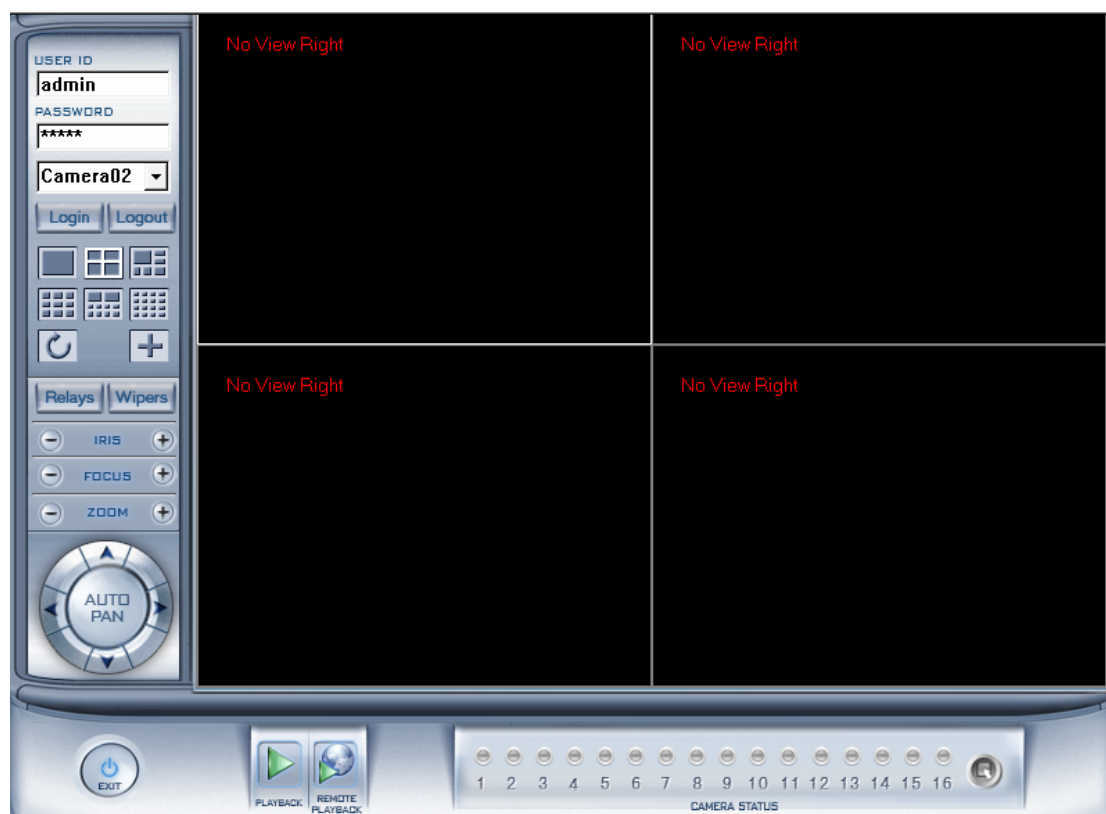 USER ID
admin
PASSWORD
*****
Camera02
Login Logout
Relays Wipers
IRIS
FOCUS
ZOOM
AUTO
PAN
No View Right
No View Right
No View Right
No View Right
EXIT
PLAYBACK
REMOTE
PLAYBACK
1 2 3 4 5 6 7 8 9 10 11 12 13 14 15 16
CAMERA STATUS